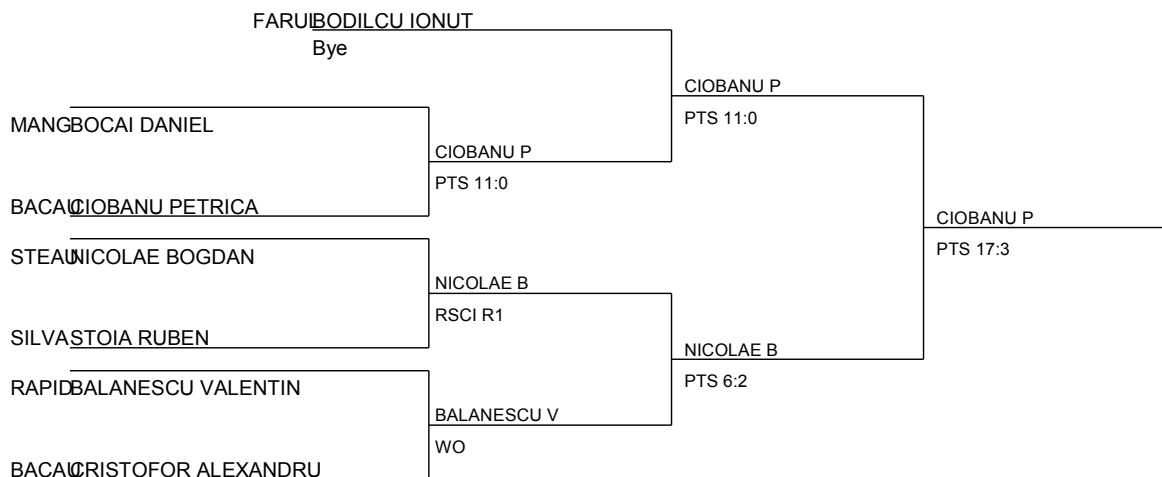 FARUL BODILCU IONUT
Bye
CIOBANU P
PTS 11:0
MANG BOCAI DANIEL
CIOBANU P
PTS 11:0
BACAU CIOBANU PETRICA
CIOBANU P
PTS 17:3
STEAU NICOLAE BOGDAN
NICOLAE B
RSCI R1
SILVA STOIA RUBEN
NICOLAE B
PTS 6:2
RAPID BALANESCU VALENTIN
BALANESCU V
WO
BACAU CRISTOFOR ALEXANDRU